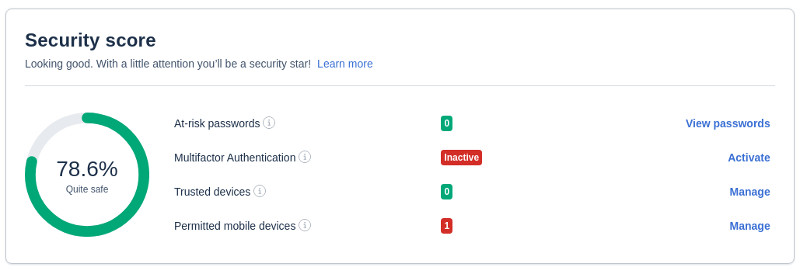 Security score
Looking good. With a little attention you'll be a security star! Learn more
78.6%
Quite safe
At-risk passwords 0 View passwords
Multifactor Authentication Inactive Activate
Trusted devices 0 Manage
Permitted mobile devices 1 Manage